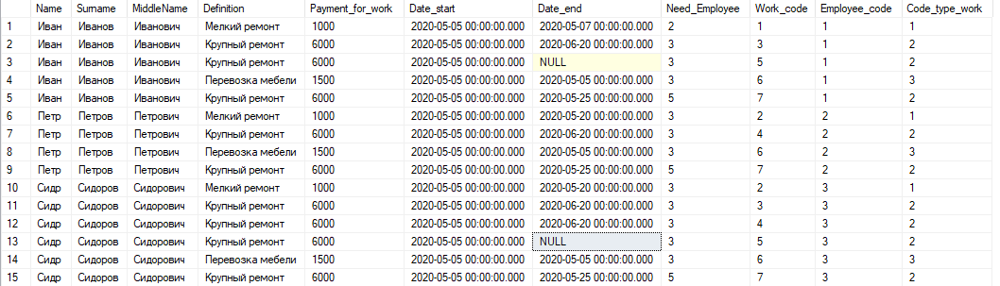 Name Surname MiddleName Definition Payment_for_work Date_start Date_end Need_Employee Work_code Employee_code Code_type_work
1 Иван Иванов Иванович Мелкий ремонт 1000 2020-05-05 00:00:00.000 2020-05-07 00:00:00.000 2 1 1 1
2 Иван Иванов Иванович Крупный ремонт 6000 2020-05-05 00:00:00.000 2020-06-20 00:00:00.000 3 3 1 2
3 Иван Иванов Иванович Крупный ремонт 6000 2020-05-05 00:00:00.000 NULL 3 5 1 2
4 Иван Иванов Иванович Перевозка мебели 1500 2020-05-05 00:00:00.000 2020-05-05 00:00:00.000 3 6 1 3
5 Иван Иванов Иванович Крупный ремонт 6000 2020-05-05 00:00:00.000 2020-05-25 00:00:00.000 5 7 1 2
6 Петр Петров Петрович Мелкий ремонт 1000 2020-05-05 00:00:00.000 2020-05-20 00:00:00.000 3 2 2 1
7 Петр Петров Петрович Крупный ремонт 6000 2020-05-05 00:00:00.000 2020-06-20 00:00:00.000 3 4 2 2
8 Петр Петров Петрович Перевозка мебели 1500 2020-05-05 00:00:00.000 2020-05-05 00:00:00.000 3 6 2 3
9 Петр Петров Петрович Крупный ремонт 6000 2020-05-05 00:00:00.000 2020-05-25 00:00:00.000 5 7 2 2
10 Сидр Сидоров Сидорович Мелкий ремонт 1000 2020-05-05 00:00:00.000 2020-05-20 00:00:00.000 3 2 3 1
11 Сидр Сидоров Сидорович Крупный ремонт 6000 2020-05-05 00:00:00.000 2020-06-20 00:00:00.000 3 3 3 2
12 Сидр Сидоров Сидорович Крупный ремонт 6000 2020-05-05 00:00:00.000 2020-06-20 00:00:00.000 3 4 3 2
13 Сидр Сидоров Сидорович Крупный ремонт 6000 2020-05-05 00:00:00.000 NULL 3 5 3 2
14 Сидр Сидоров Сидорович Перевозка мебели 1500 2020-05-05 00:00:00.000 2020-05-05 00:00:00.000 3 6 3 3
15 Сидр Сидоров Сидорович Крупный ремонт 6000 2020-05-05 00:00:00.000 2020-05-25 00:00:00.000 5 7 3 2